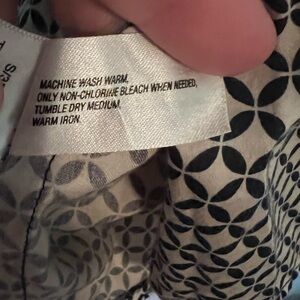 MACHINE WASH WARM,
ONLY NON-CHLORINE BLEACH WHEN NEEDED,
TUMBLE DRY MEDIUM,
WARM IRON.